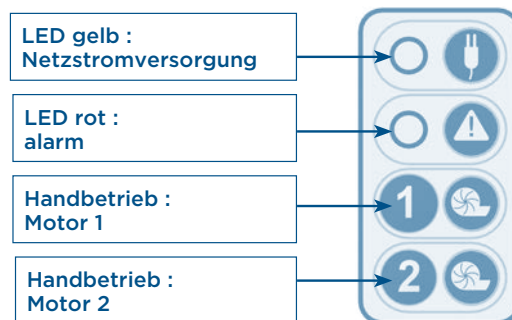 LED gelb :
Netzstromversorgung
LED rot :
alarm
Handbetrieb :
Motor 1
1
Handbetrieb :
Motor 2
2